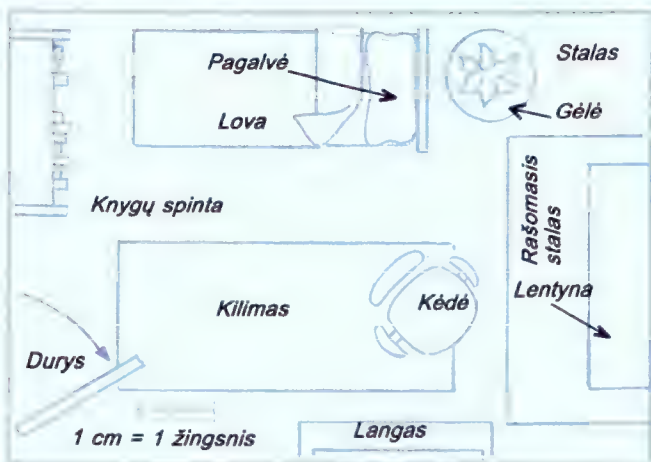 Pagalvė
Stalas
Lova
Gėlė
Knygų spinta
Rašomasis
stalas
Kilimas
Kėdė
Lentyna
Durys
1 cm = 1 žingsnis
Langas